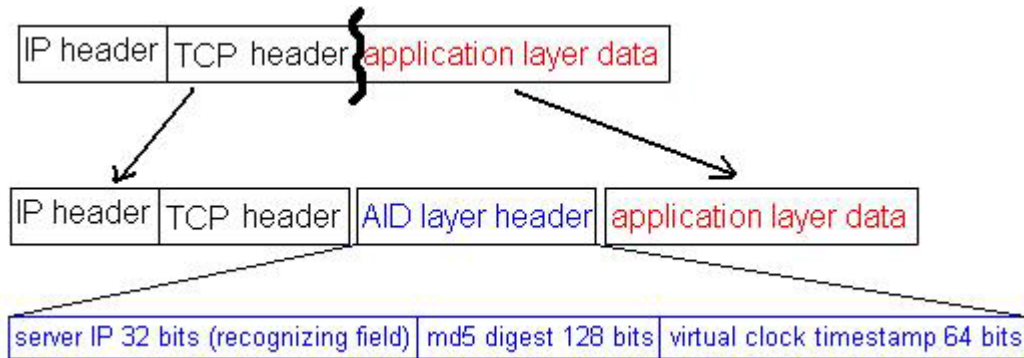 IP header TCP header application layer data
IP header TCP header AID layer header application layer data
server IP 32 bits (recognizing field) md5 digest 128 bits virtual clock timestamp 64 bits